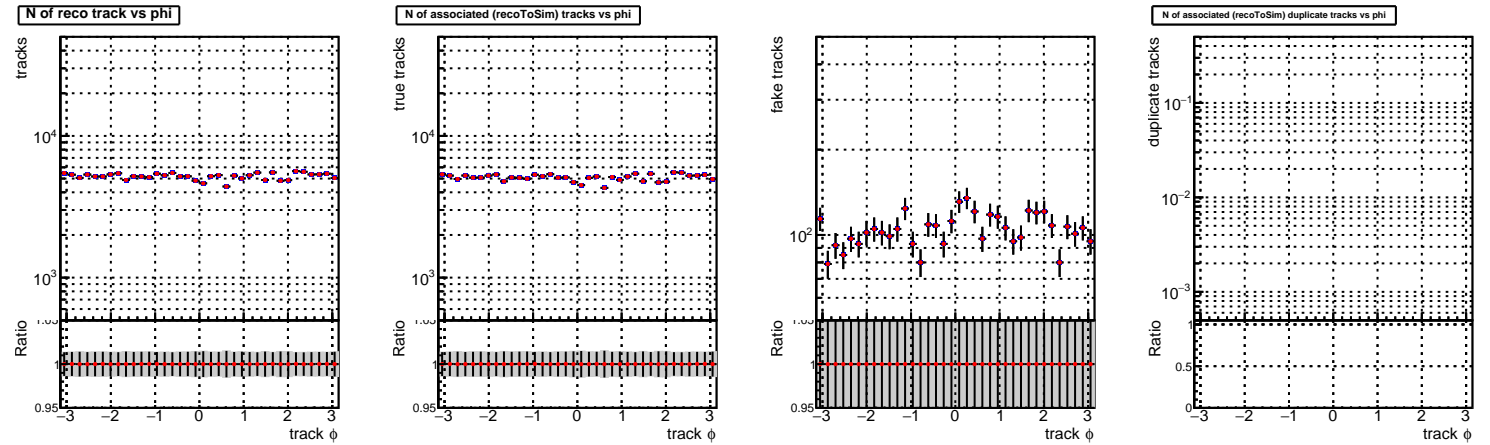 N of reco track vs phi
tracks
10⁴
10³
Ratio
1
0.95
−3 −2 −1 0 1 2 3
track ϕ
N of associated (recoToSim) tracks vs phi
true tracks
10⁴
10³
Ratio
1
0.95
−3 −2 −1 0 1 2 3
track ϕ
fake tracks
10²
Ratio
1
0.95
−3 −2 −1 0 1 2 3
track ϕ
N of associated (recoToSim) duplicate tracks vs phi
duplicate tracks
10⁻¹
10⁻²
10⁻³
Ratio
1
0.5
0
−3 −2 −1 0 1 2 3
track ϕ